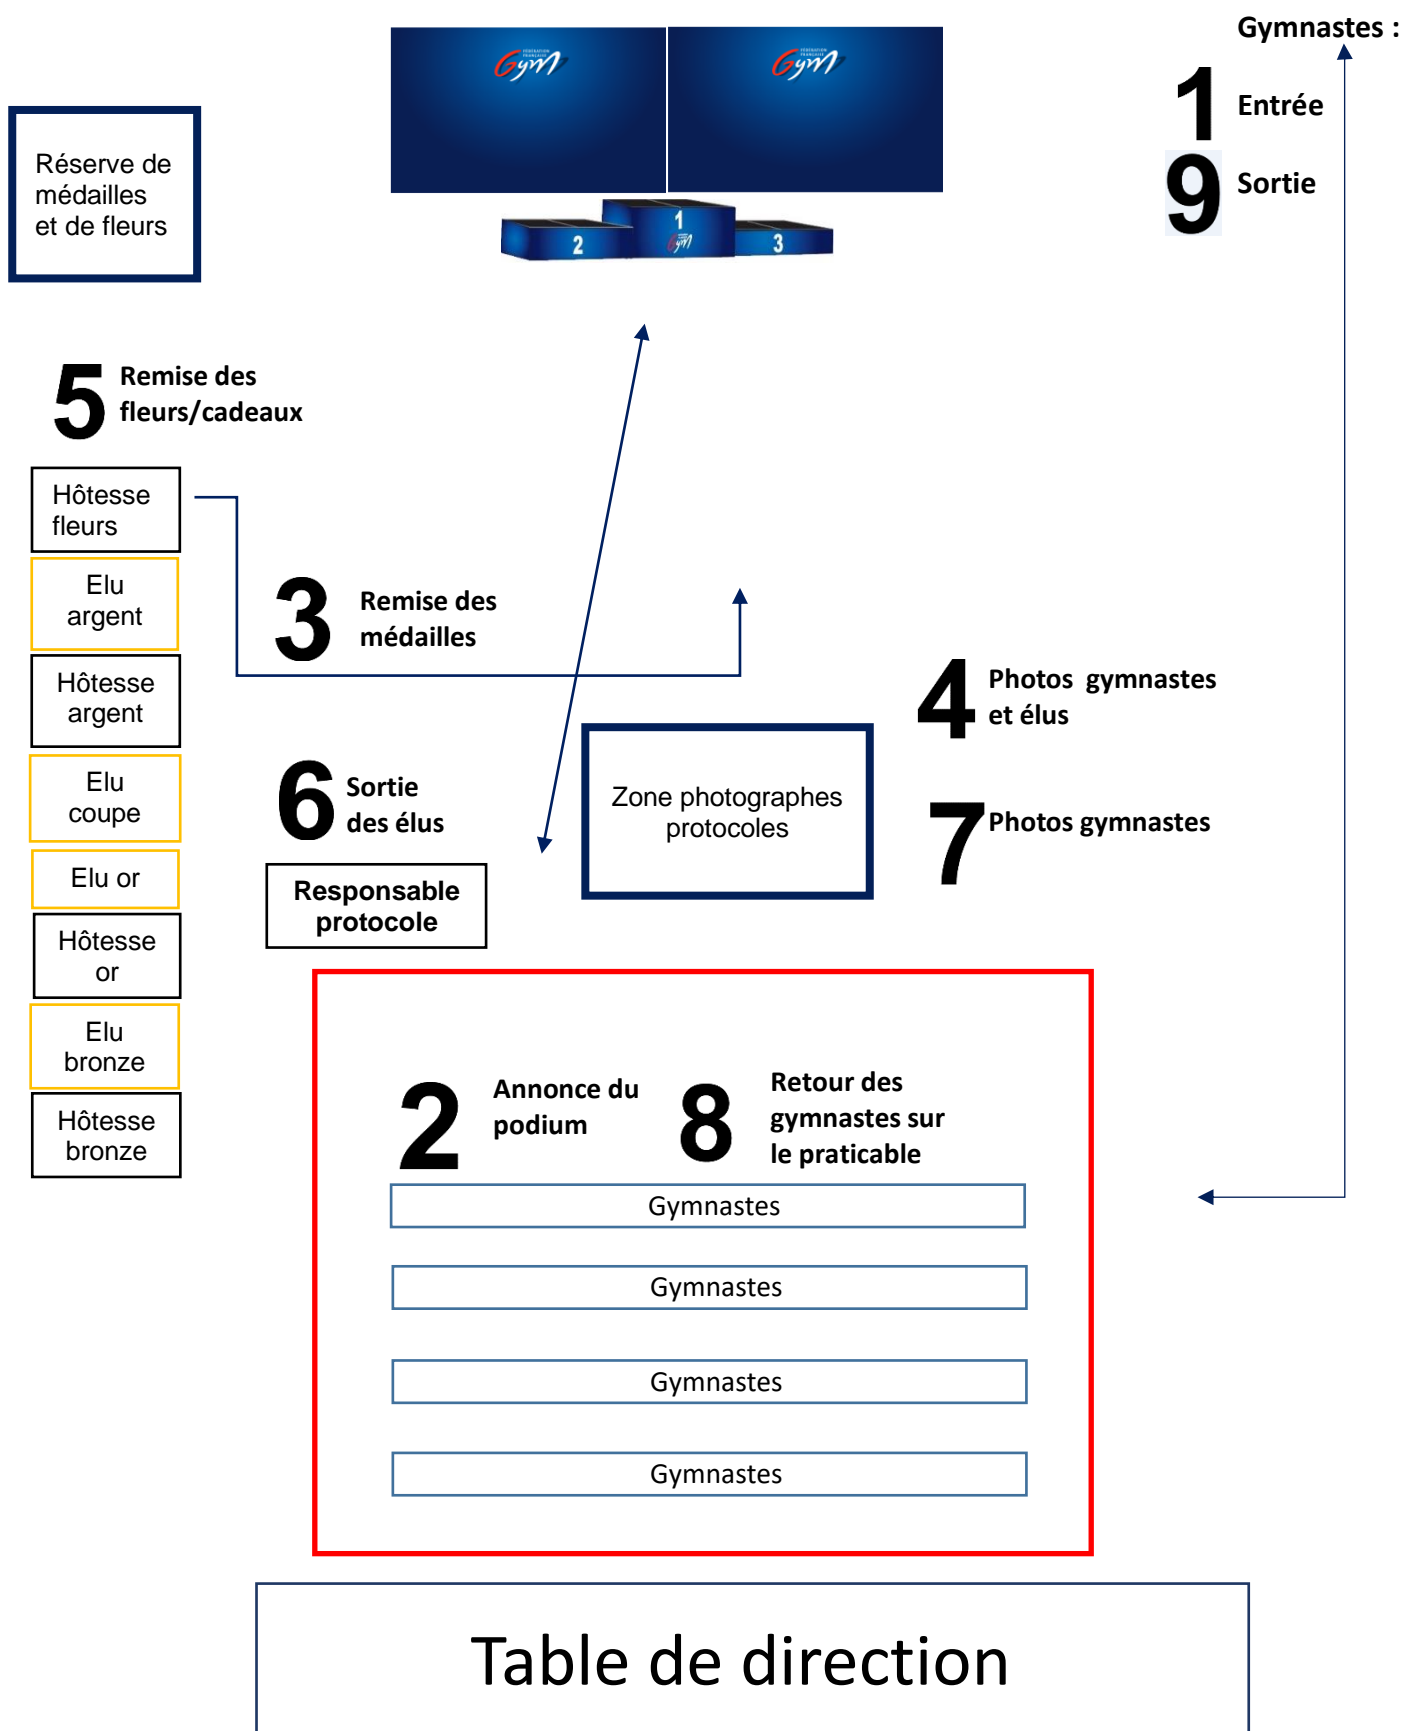 Gymnastes :
FÉDÉRATION
FRANÇAISE
Gym
FÉDÉRATION
FRANÇAISE
Gym
1
Entrée
9
Sortie
Réserve de
médailles
et de fleurs
1
Gym
2
3
5
Remise des
fleurs/cadeaux
Hôtesse
fleurs
Elu
argent
Hôtesse
argent
Elu
coupe
Elu or
Hôtesse
or
Elu
bronze
Hôtesse
bronze
3
Remise des
médailles
4
Photos gymnastes
et élus
6
Sortie
des élus
Zone photographes
protocoles
7
Photos gymnastes
Responsable
protocole
2
Annonce du
podium
8
Retour des
gymnastes sur
le praticable
Gymnastes
Gymnastes
Gymnastes
Gymnastes
Table de direction